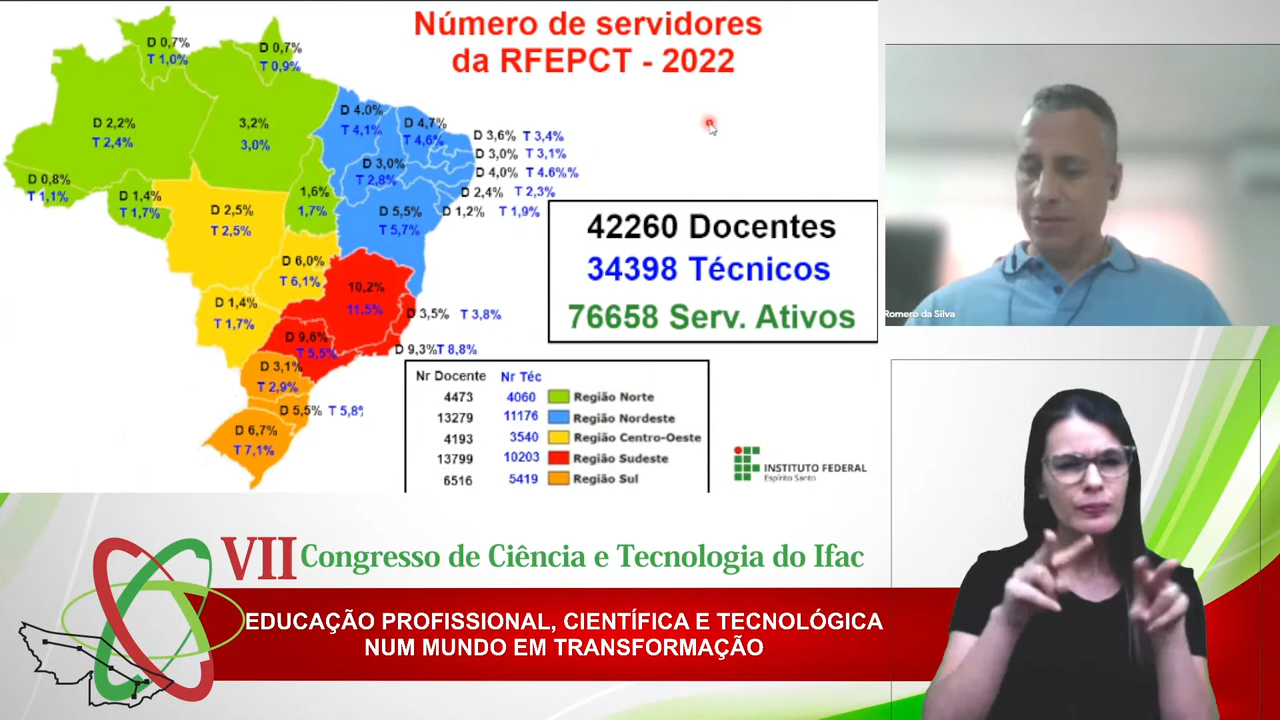 Número de servidores
da RFEPCT - 2022
D 0,7%
T 1,0%
D 0,7%
T 0,9%
D 2,2%
T 2,4%
3,2%
3,0%
D 4.0%
T 4,1%
D 4,7%
T 4,6%
D 3,6% T 3,4%
D 3,0% T 3,1%
D 4,0% T 4.6%%
D 2,4% T 2,3%
D 1,2% T 1,9%
D 3,0%
T 2,8%
D 0,8%
T 1,1%
D 1,4%
T 1,7%
1,6%
1,7%
D 2,5%
T 2,5%
D 5,5%
T 5,7%
D 6,0%
T 6,1%
10,2%
11,5%
D 1,4%
T 1,7%
D 3,5% T 3,8%
D 9,6%
T 5,5%
D 9,3% T 8,8%
D 3,1%
T 2,9%
D 5,5% T 5,8%
D 6,7%
T 7,1%
42260 Docentes
34398 Técnicos
76658 Serv. Ativos
Nr Docente Nr Téc
4473 4060 Região Norte
13279 11176 Região Nordeste
4193 3540 Região Centro-Oeste
13799 10203 Região Sudeste
6516 5419 Região Sul
INSTITUTO FEDERAL
Espírito Santo
Romero da Silva
VII Congresso de Ciência e Tecnologia do Ifac
EDUCAÇÃO PROFISSIONAL, CIENTÍFICA E TECNOLÓGICA
NUM MUNDO EM TRANSFORMAÇÃO